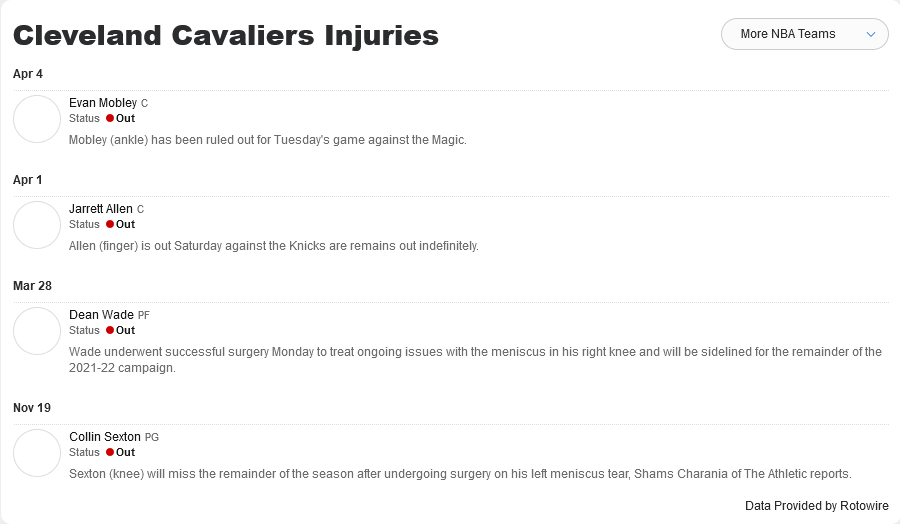 Cleveland Cavaliers Injuries
More NBA Teams
Apr 4
Evan Mobley C
Status Out
Mobley (ankle) has been ruled out for Tuesday's game against the Magic.
Apr 1
Jarrett Allen C
Status Out
Allen (finger) is out Saturday against the Knicks are remains out indefinitely.
Mar 28
Dean Wade PF
Status Out
Wade underwent successful surgery Monday to treat ongoing issues with the meniscus in his right knee and will be sidelined for the remainder of the
2021-22 campaign.
Nov 19
Collin Sexton PG
Status Out
Sexton (knee) will miss the remainder of the season after undergoing surgery on his left meniscus tear, Shams Charania of The Athletic reports.
Data Provided by Rotowire